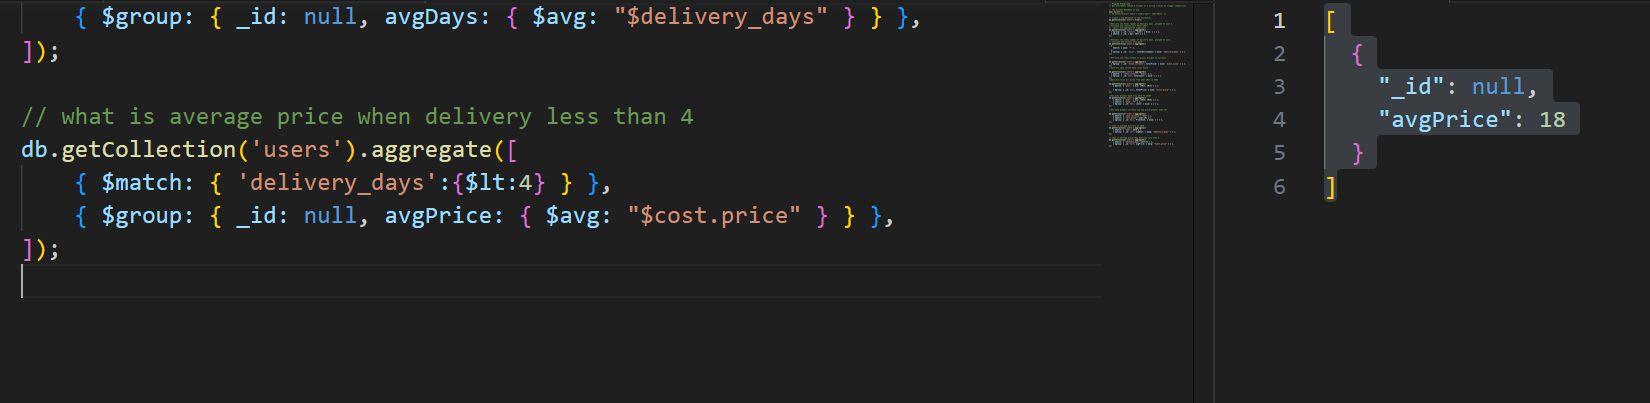 { $group: { _id: null, avgDays: { $avg: "$delivery_days" } } },
]);
// what is average price when delivery less than 4
db.getCollection('users').aggregate([
{ $match: { 'delivery_days':{$lt:4} } },
{ $group: { _id: null, avgPrice: { $avg: "$cost.price" } } },
]);
1 [
2 {
3 "_id": null,
4 "avgPrice": 18
5 }
6 ]